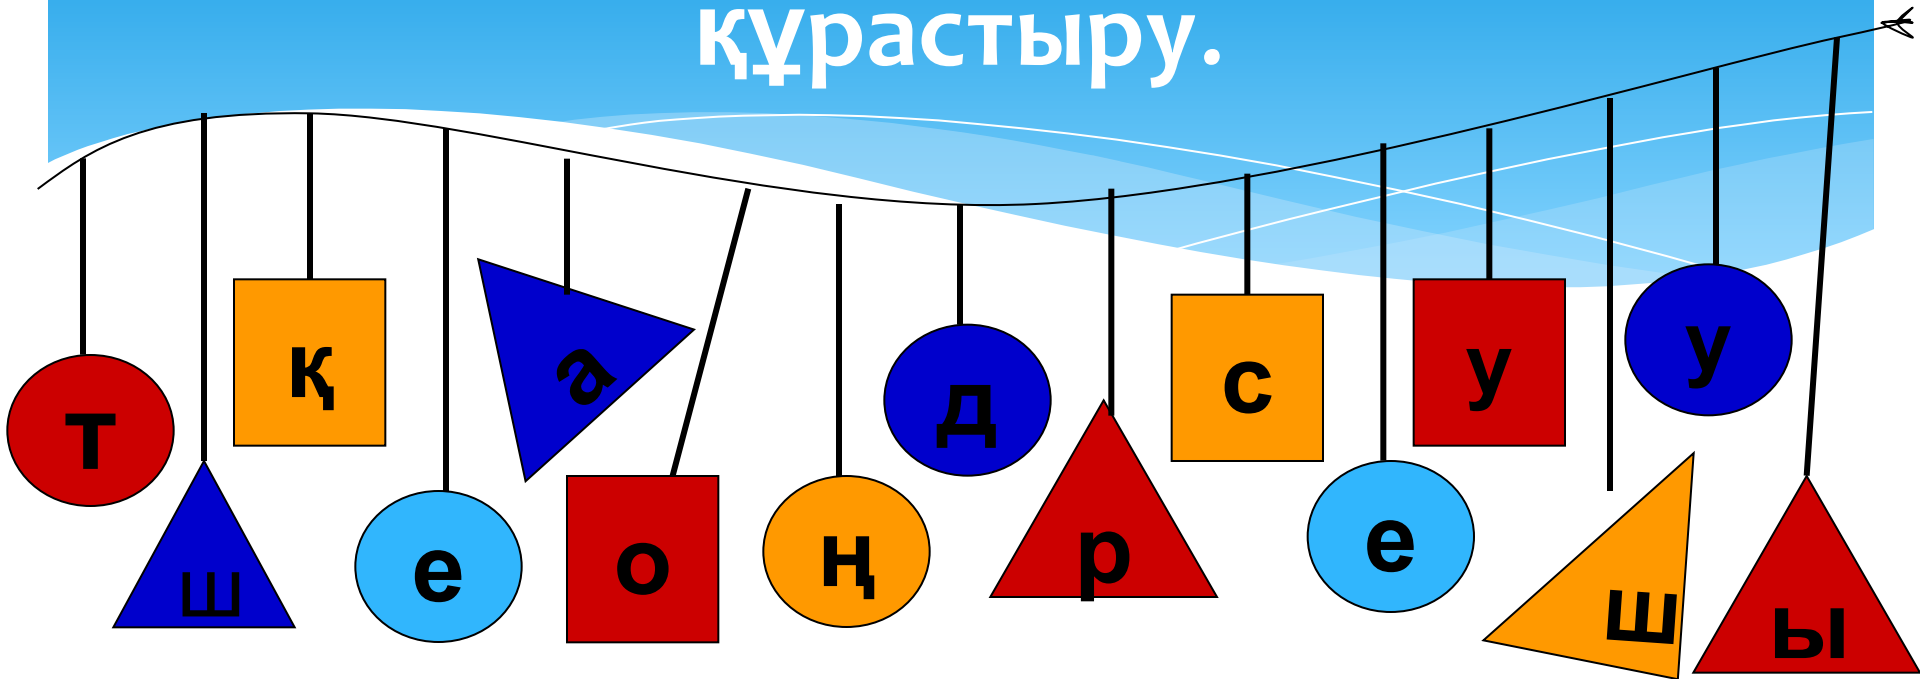 құрастыру.
т ш қ е а о ң д р с е у ш у ы